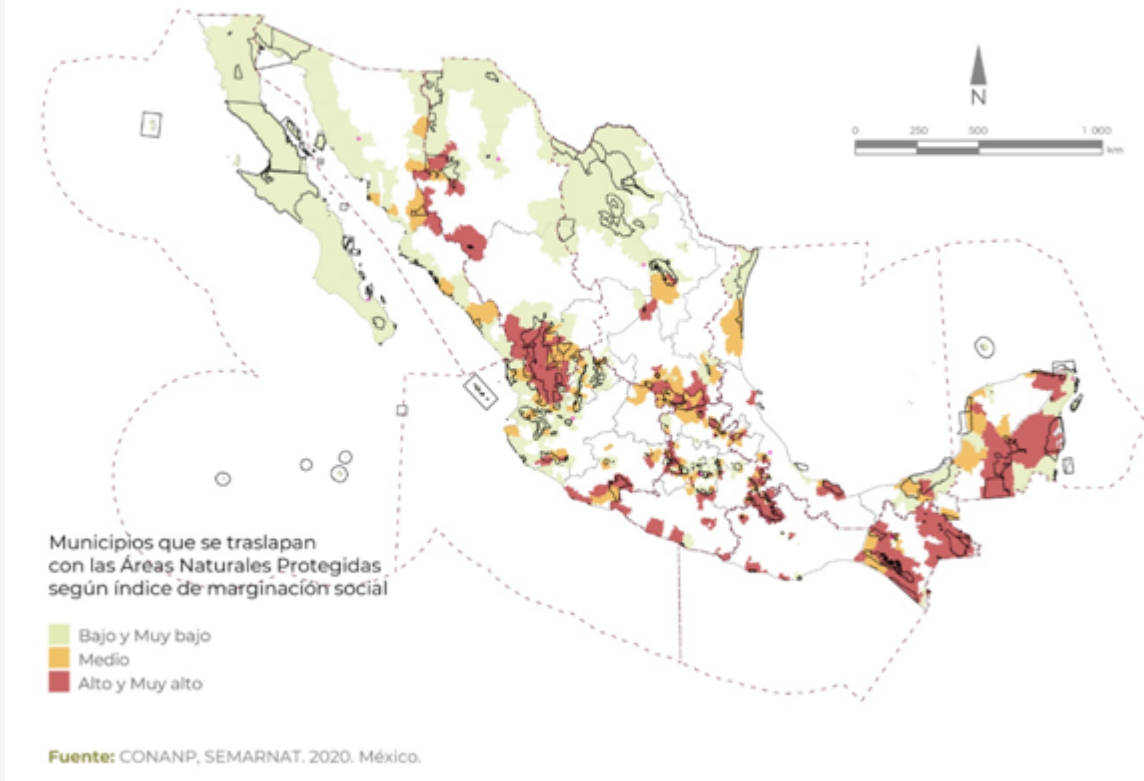 N
0 250 500 1 000
km
Municipios que se traslapan
con las Áreas Naturales Protegidas
según índice de marginación social
Bajo y Muy bajo
Medio
Alto y Muy alto
Fuente: CONANP, SEMARNAT. 2020. México.